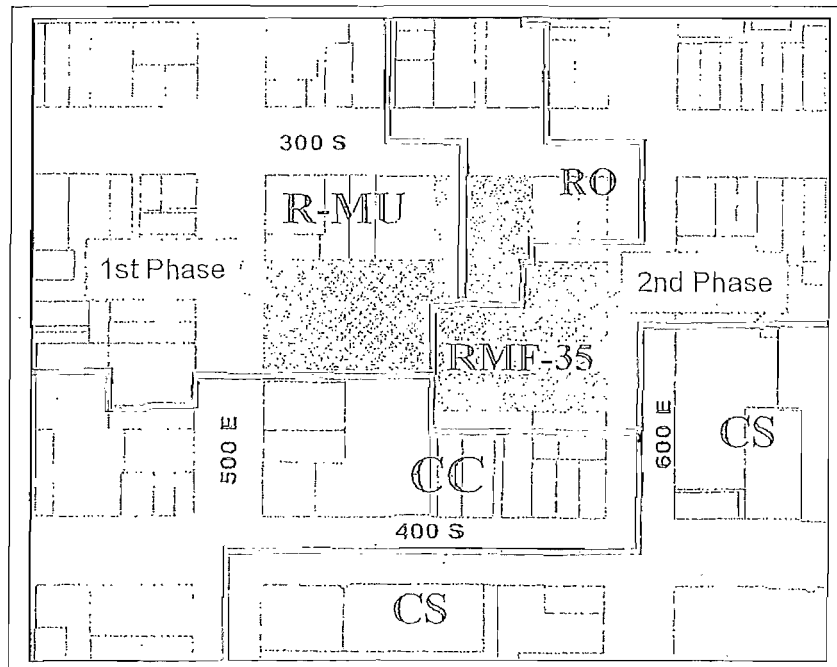 300 S
RO
R-MU
1st Phase
2nd Phase
RMF-35
500 E
600 E
CS
CC
400 S
CS